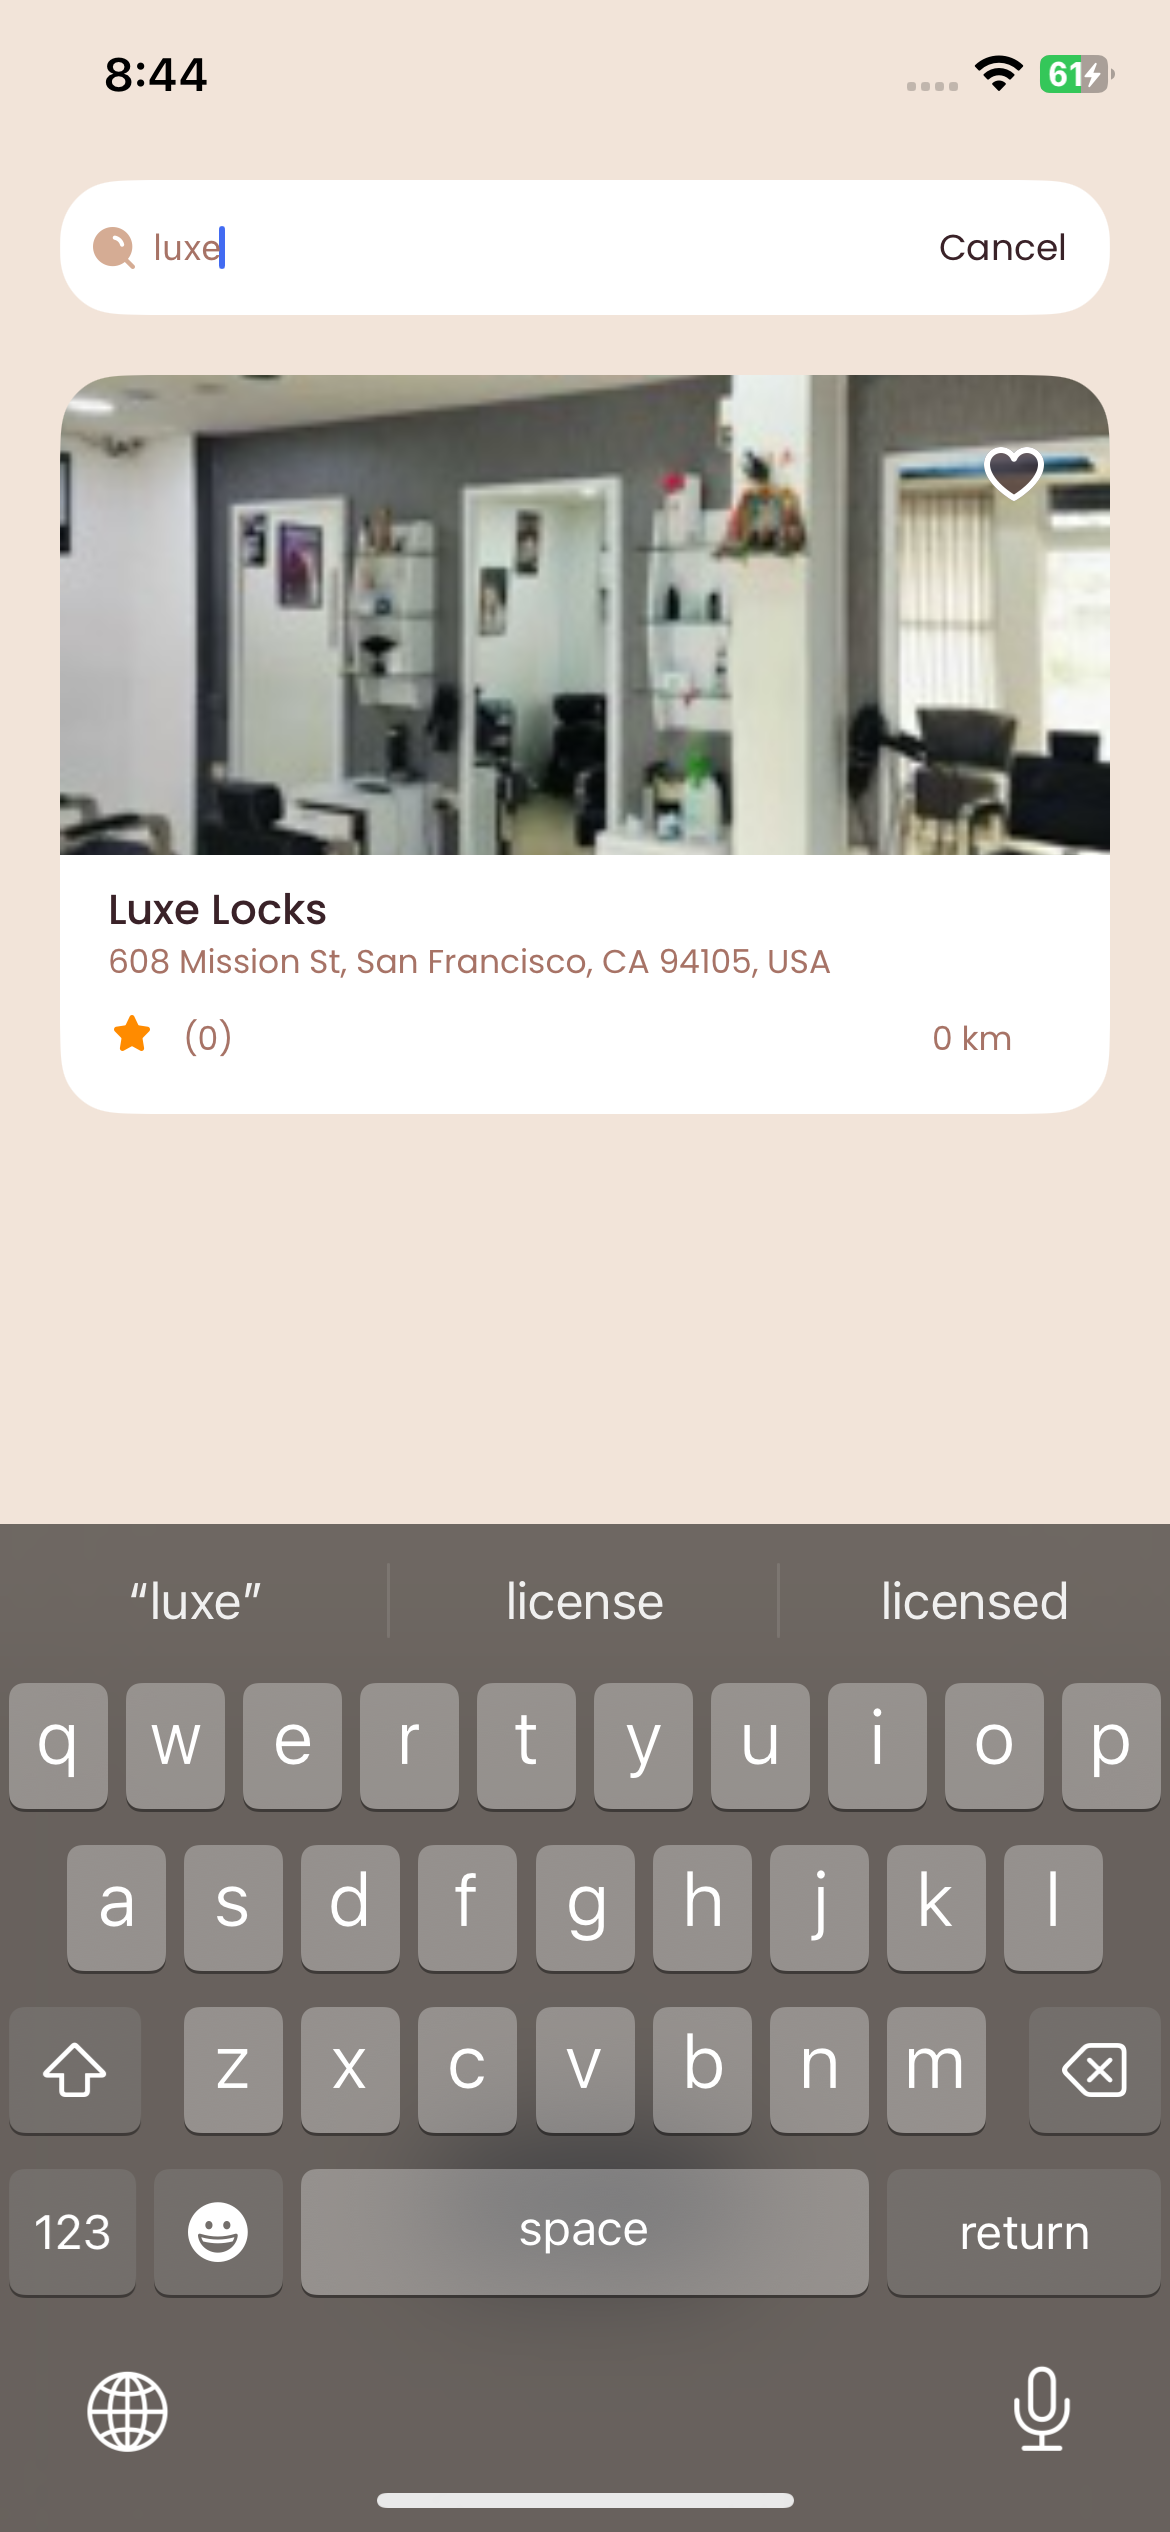 8:44
61
luxe
Cancel
Luxe Locks
608 Mission St, San Francisco, CA 94105, USA
(0)
0 km
“luxe”
license
licensed
q w e r t y u i o p
a s d f g h j k l
z x c v b n m
123
space
return